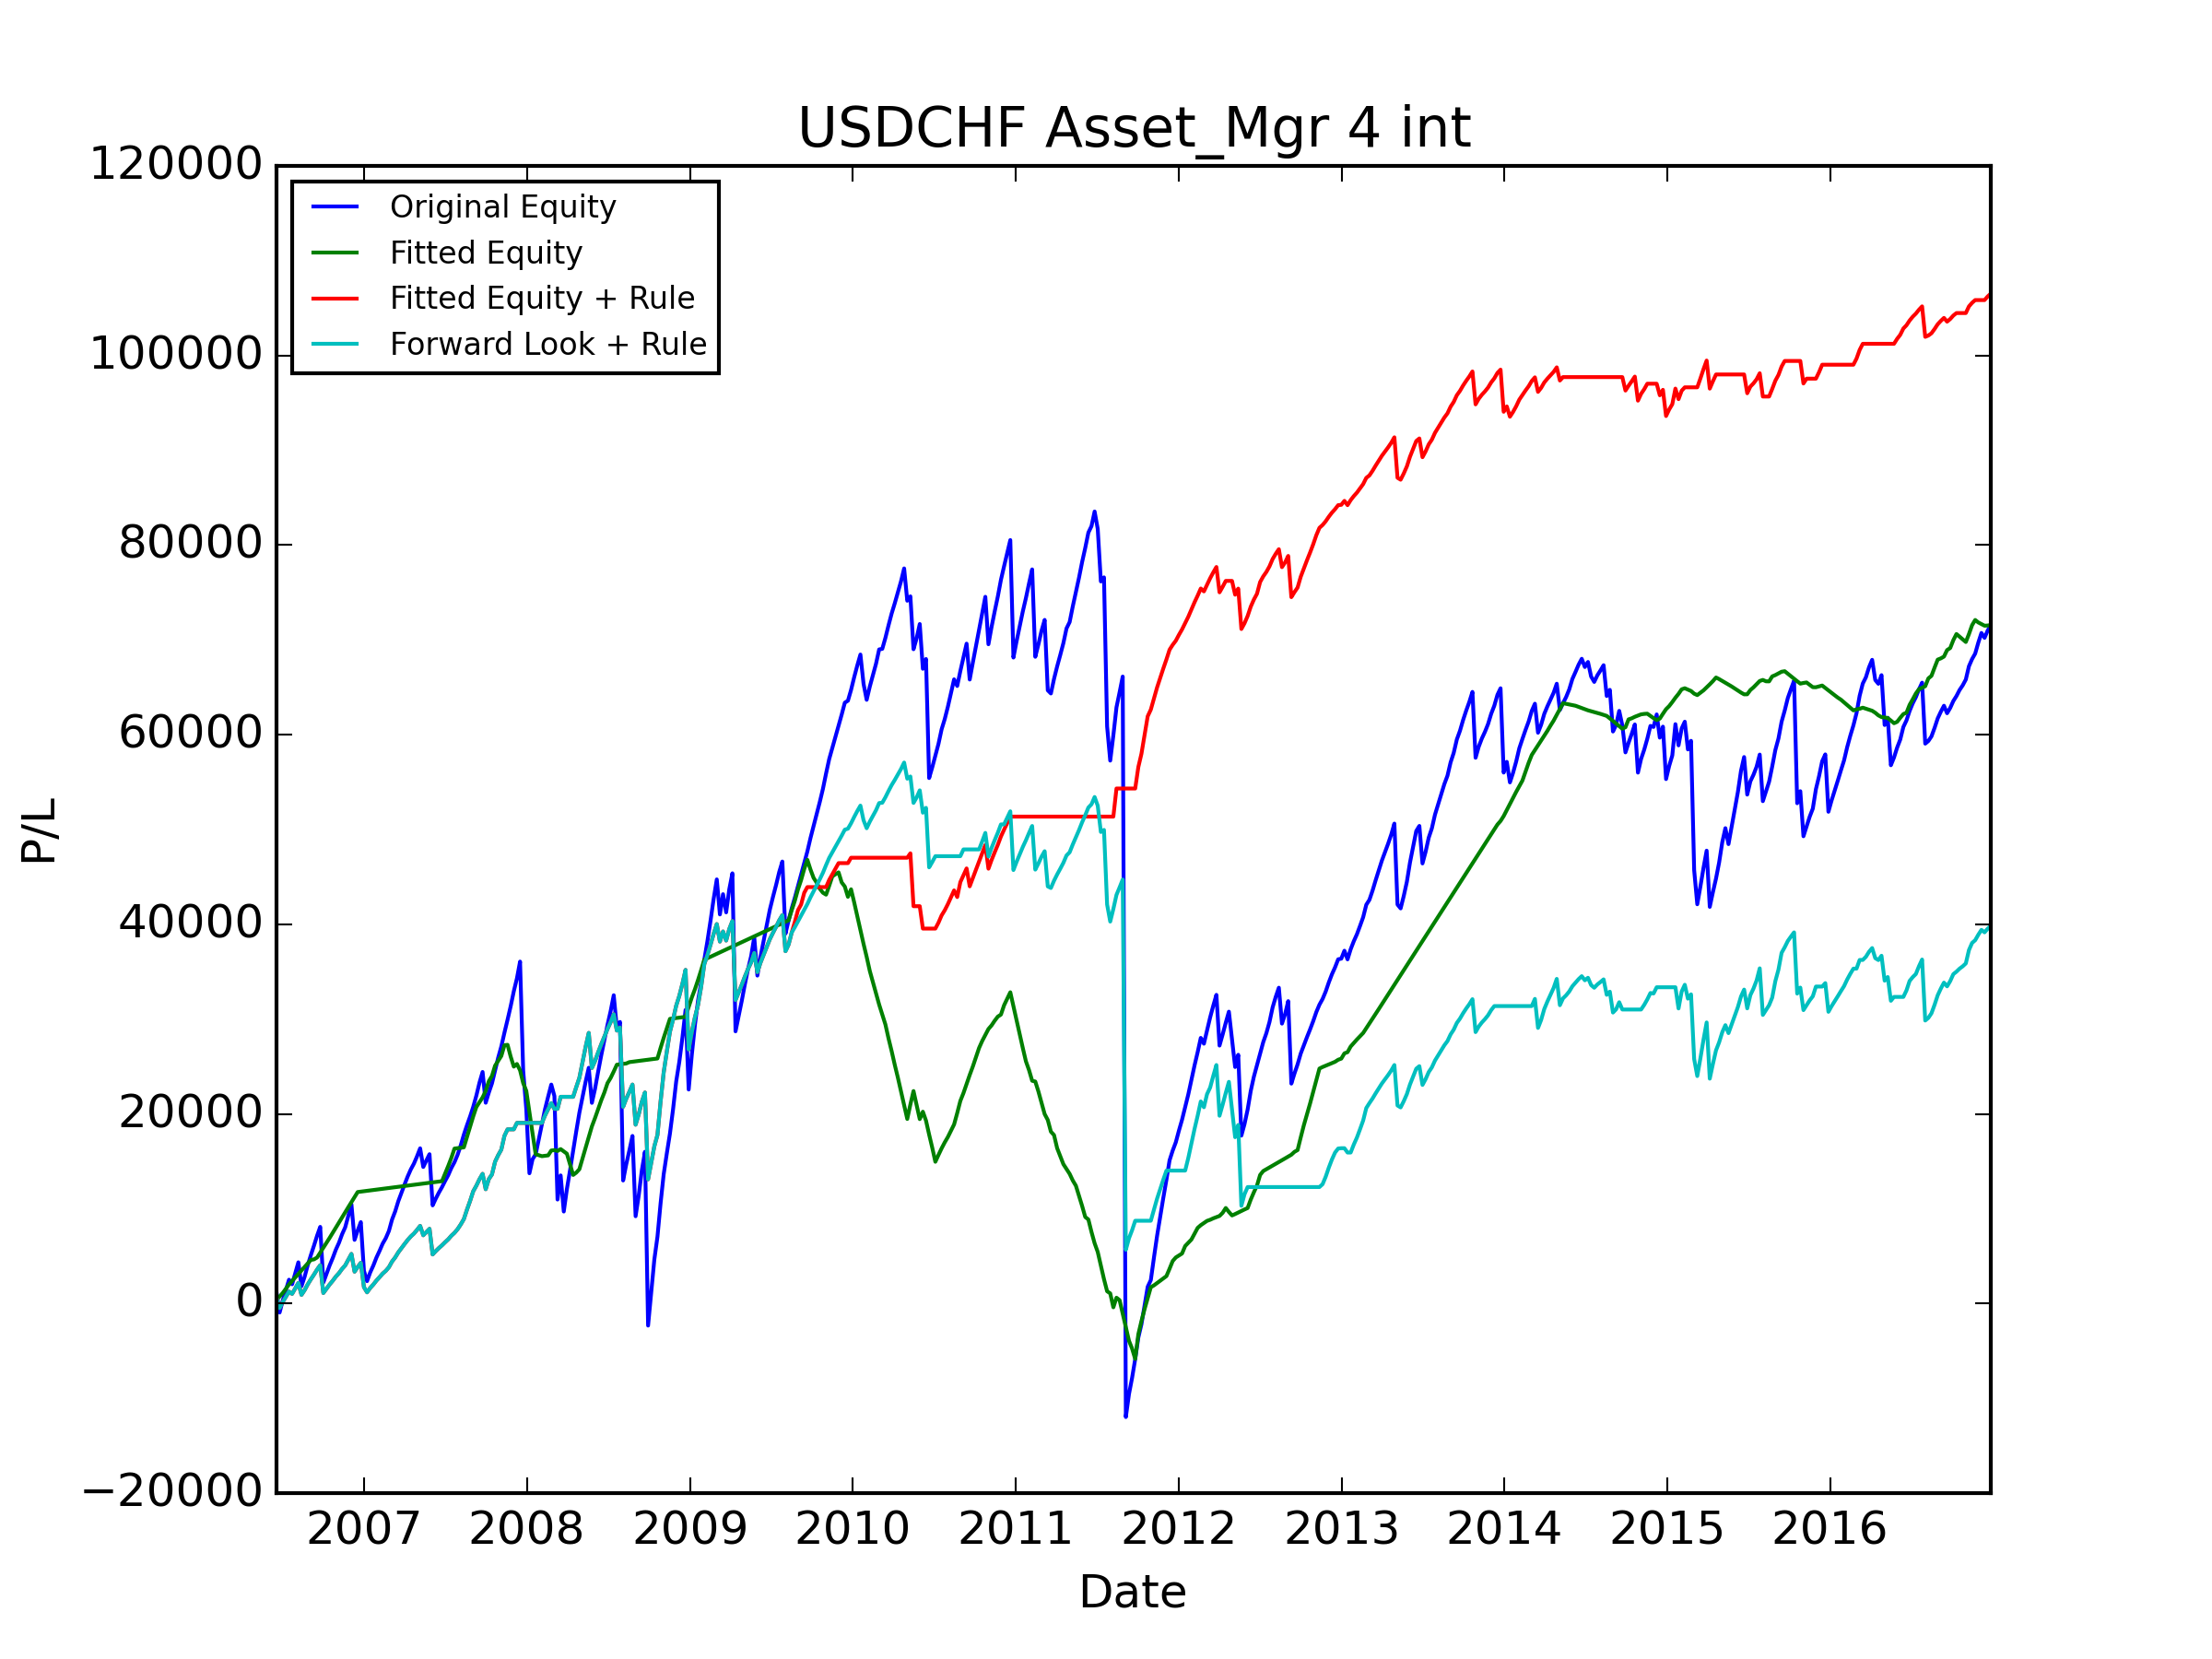 USDCHF Asset_Mgr 4 int
120000
100000
80000
60000
40000
20000
0
−20000
Original Equity
Fitted Equity
Fitted Equity + Rule
Forward Look + Rule
P/L
2007 2008 2009 2010 2011 2012 2013 2014 2015 2016
Date